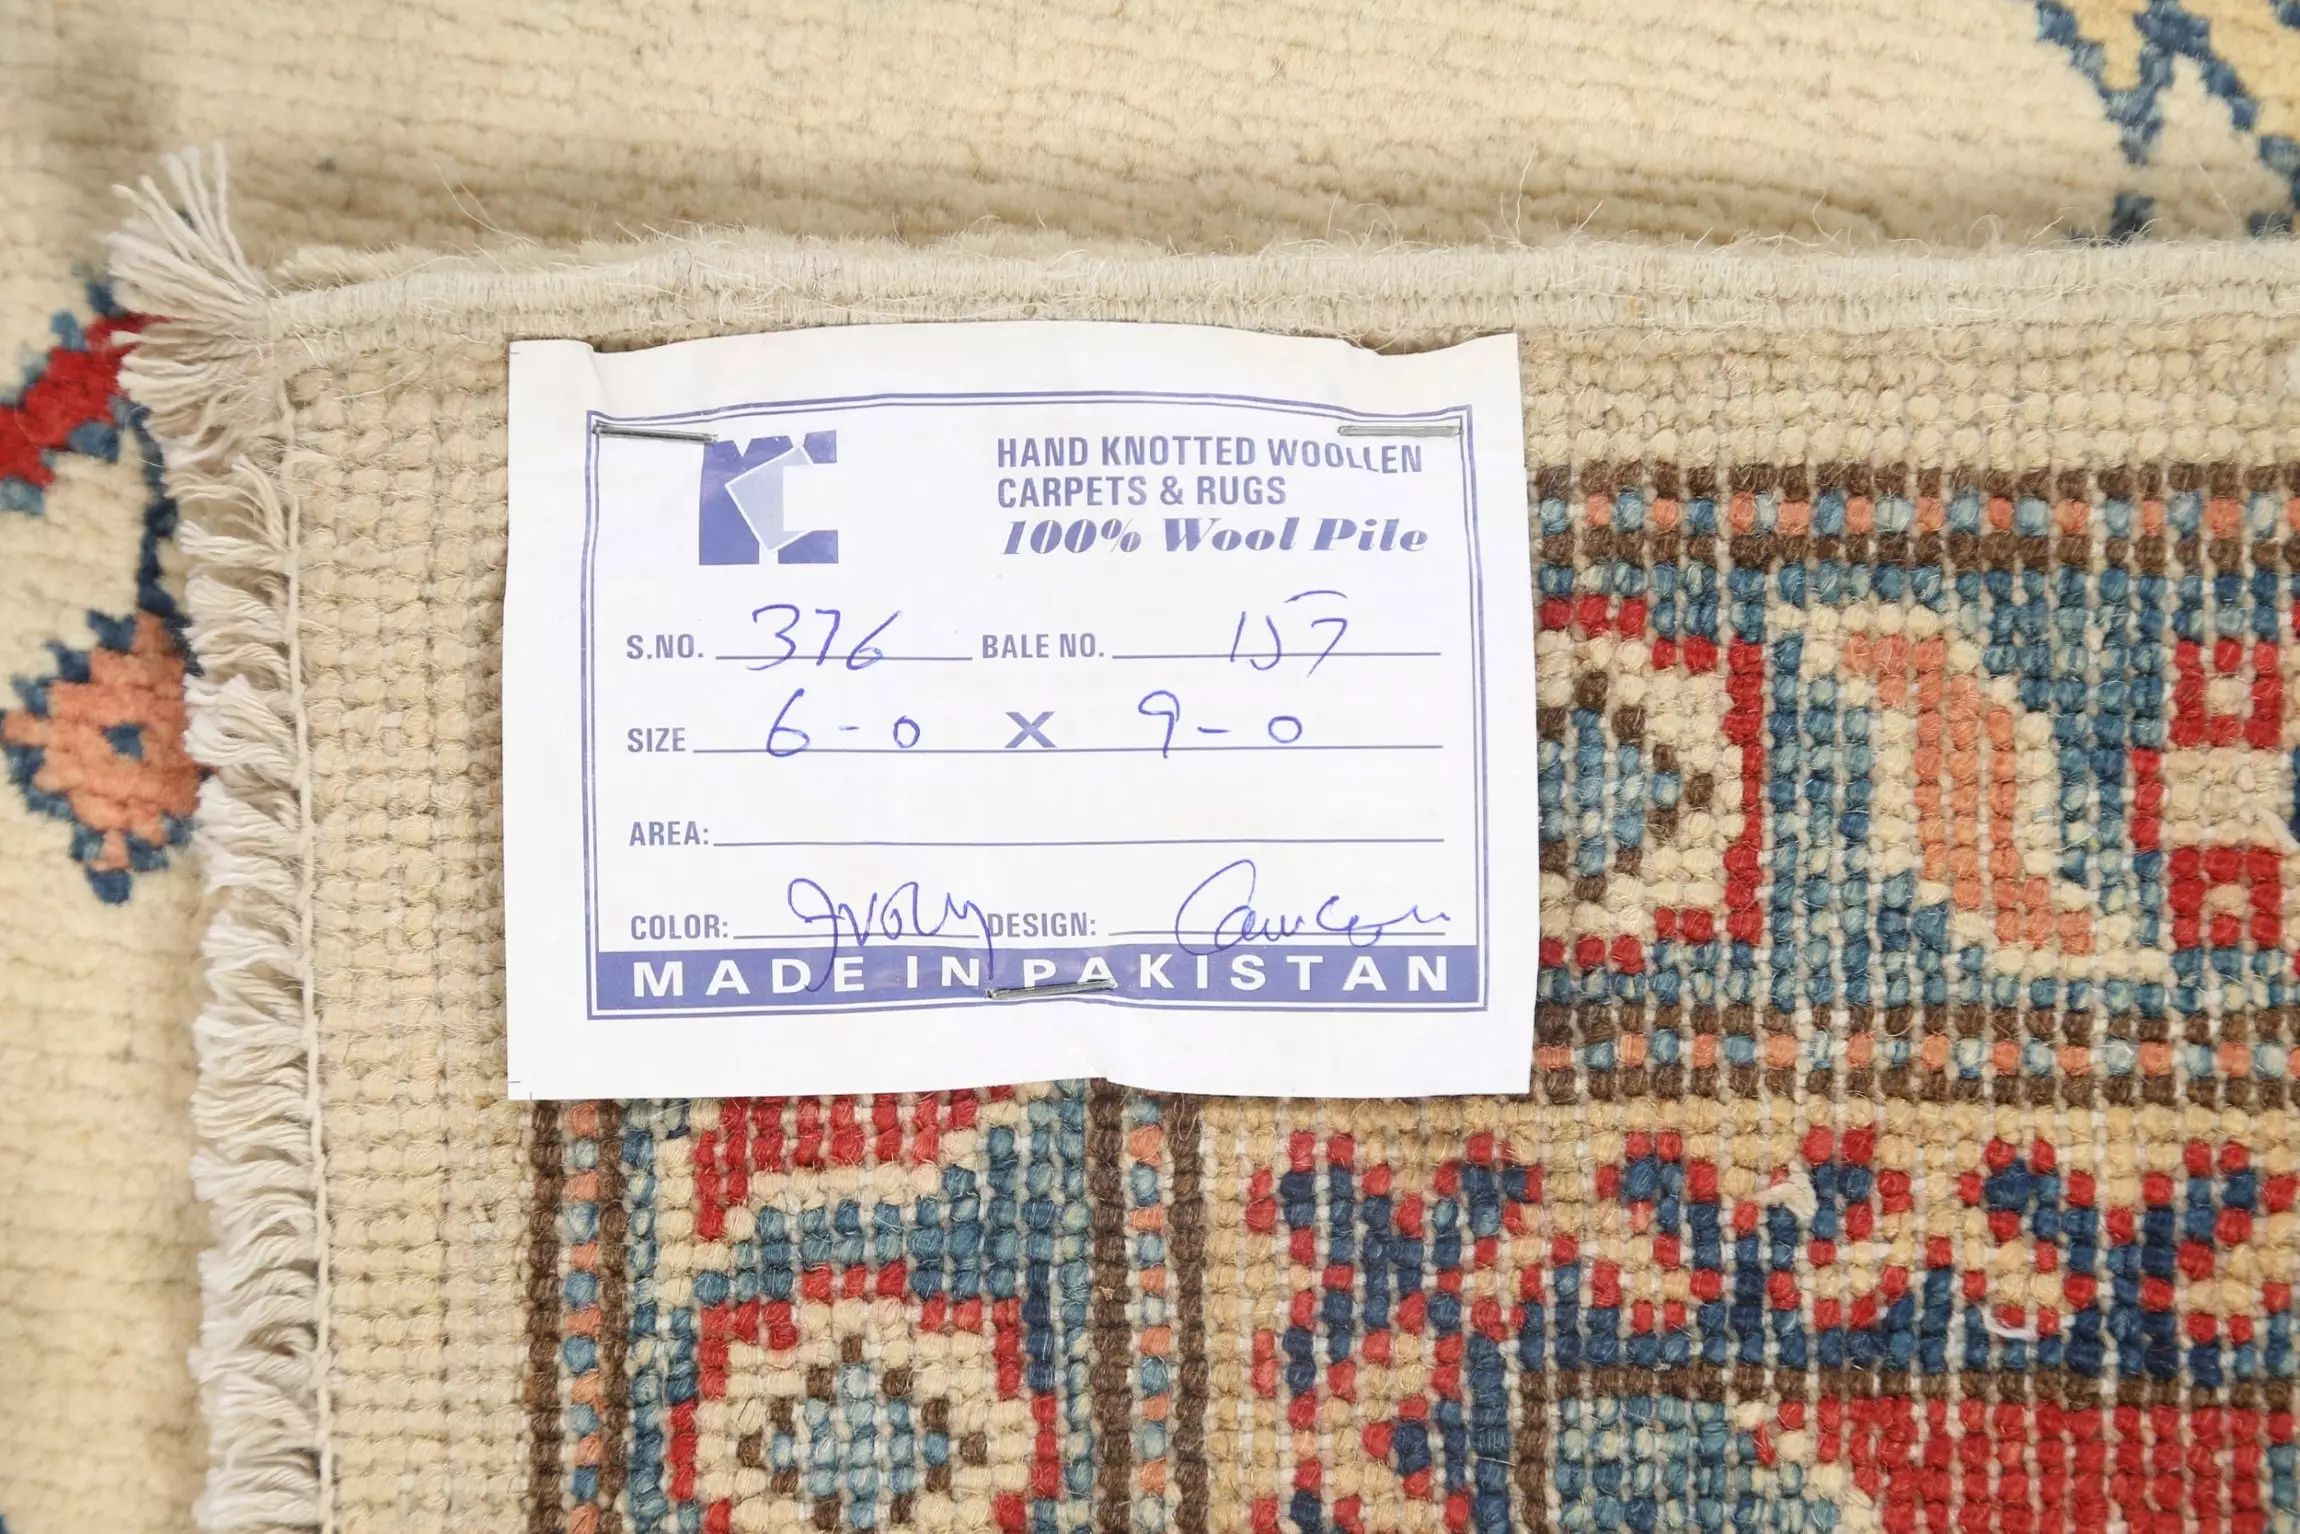 KC
HAND KNOTTED WOOLLEN
CARPETS & RUGS
100% Wool Pile
S.NO. 376 BALE NO. 157
SIZE 6-0 X 9-0
AREA:
COLOR: Ivory DESIGN:
MADE IN PAKISTAN